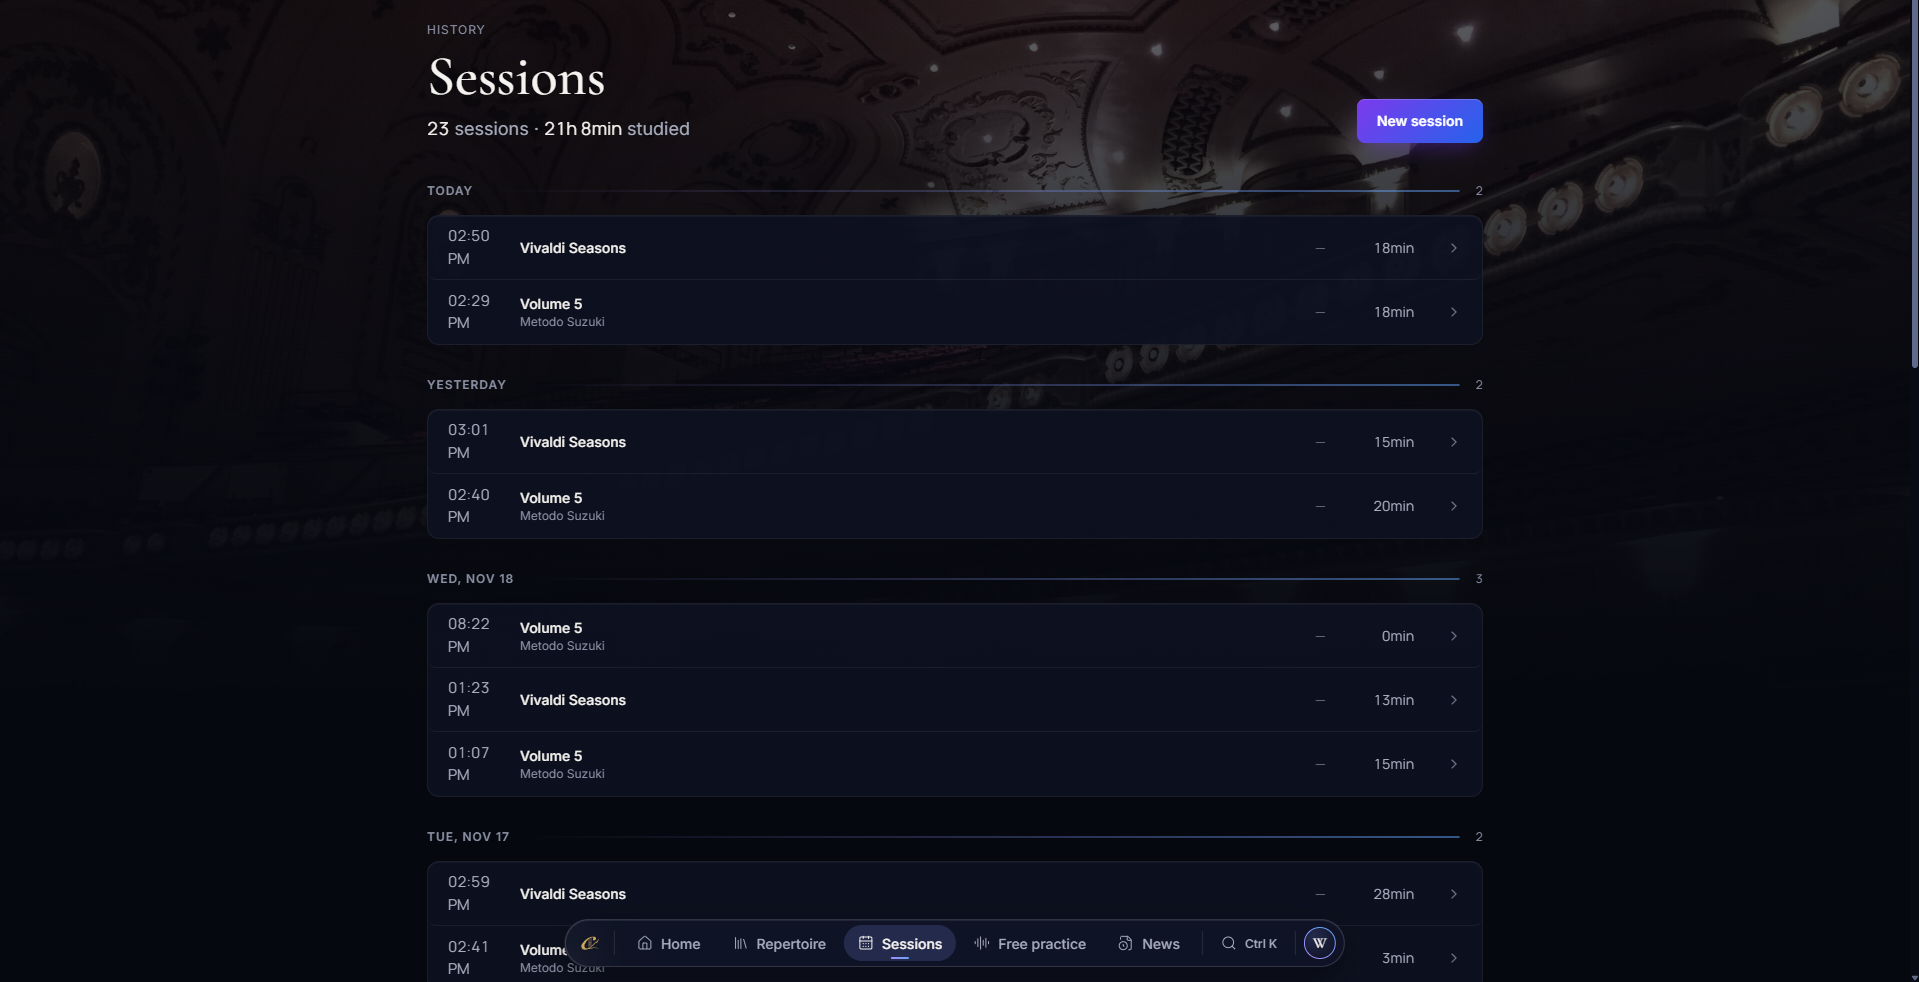 HISTORY
Sessions
23 sessions · 21h 8min studied
New session
TODAY
2
02:50 PM
Vivaldi Seasons
—
18min
02:29 PM
Volume 5
Metodo Suzuki
—
18min
YESTERDAY
2
03:01 PM
Vivaldi Seasons
—
15min
02:40 PM
Volume 5
Metodo Suzuki
—
20min
WED, NOV 18
3
08:22 PM
Volume 5
Metodo Suzuki
—
0min
01:23 PM
Vivaldi Seasons
—
13min
01:07 PM
Volume 5
Metodo Suzuki
—
15min
TUE, NOV 17
2
02:59 PM
Vivaldi Seasons
—
28min
02:41 PM
Volume
Metodo Suzuki
3min
Home
Repertoire
Sessions
Free practice
News
Ctrl K
W